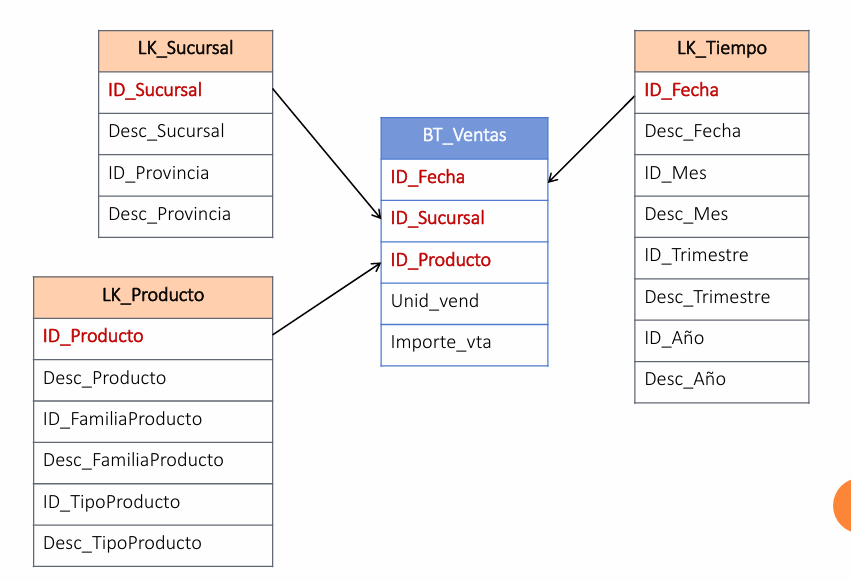 LK_Sucursal
ID_Sucursal
Desc_Sucursal
ID_Provincia
Desc_Provincia
LK_Producto
ID_Producto
Desc_Producto
ID_FamiliaProducto
Desc_FamiliaProducto
ID_TipoProducto
Desc_TipoProducto
BT_Ventas
ID_Fecha
ID_Sucursal
ID_Producto
Unid_vend
Importe_vta
LK_Tiempo
ID_Fecha
Desc_Fecha
ID_Mes
Desc_Mes
ID_Trimestre
Desc_Trimestre
ID_Año
Desc_Año